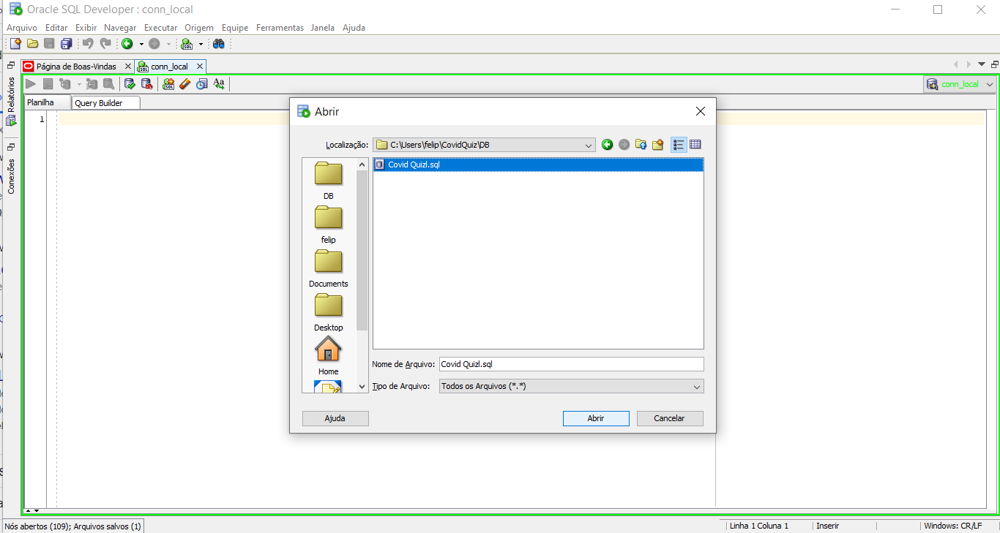 Oracle SQL Developer : conn_local
Arquivo Editar Exibir Navegar Executar Origem Equipe Ferramentas Janela Ajuda
Página de Boas-Vindas
conn_local
conn_local
Relatórios
Conexões
Planilha
Query Builder
1
Abrir
Localização: C:\Users\felip\CovidQuiz\DB
Covid Quizl.sql
DB
felip
Documents
Desktop
Home
Nome de Arquivo: Covid Quizl.sql
Tipo de Arquivo: Todos os Arquivos (*.*)
Ajuda
Abrir
Cancelar
Nós abertos (109); Arquivos salvos (1)
Linha 1 Coluna 1
Inserir
Windows: CR/LF